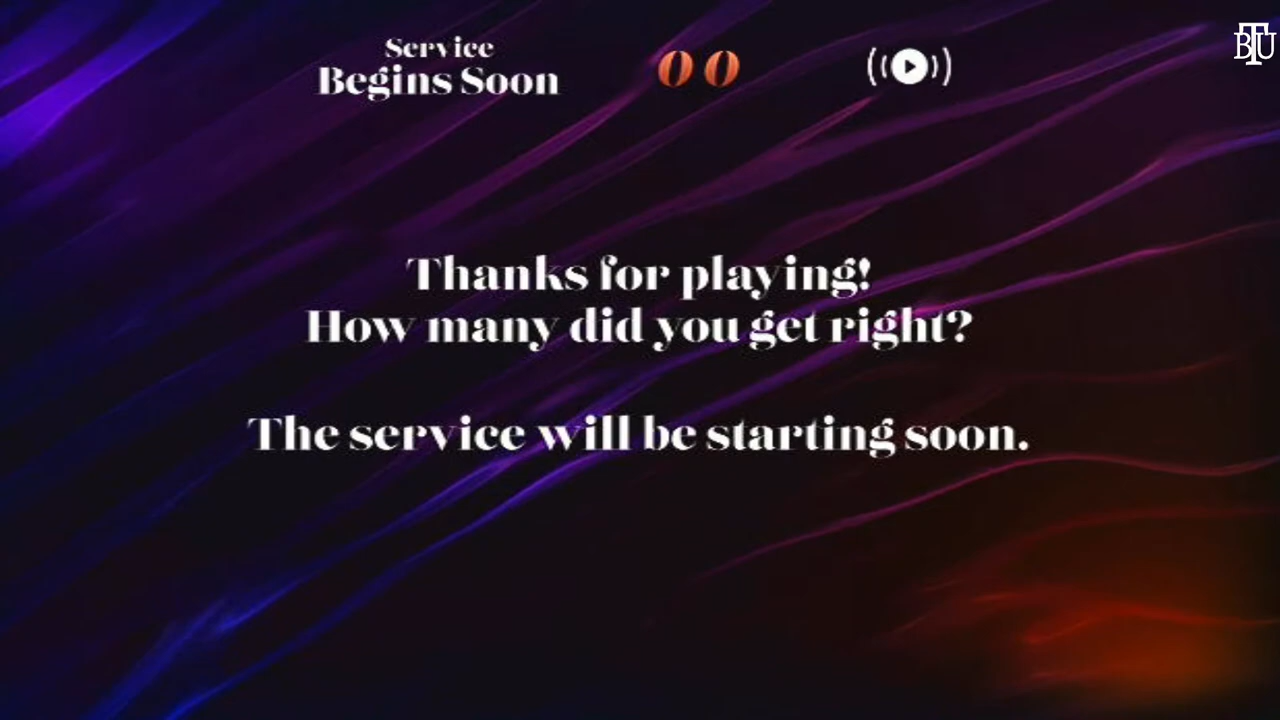 Service
Begins Soon
00
BTU
Thanks for playing!
How many did you get right?
The service will be starting soon.